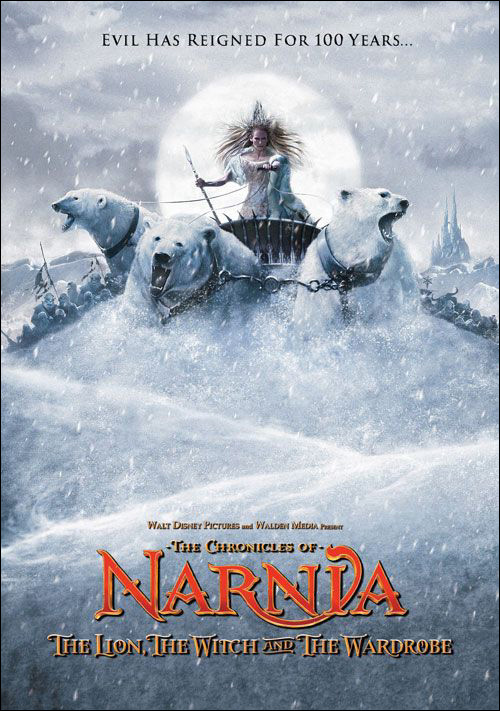 Evil Has Reigned For 100 Years...
Walt Disney Pictures and Walden Media Present
-The Chronicles of-
Narnia
The Lion, The Witch and The Wardrobe